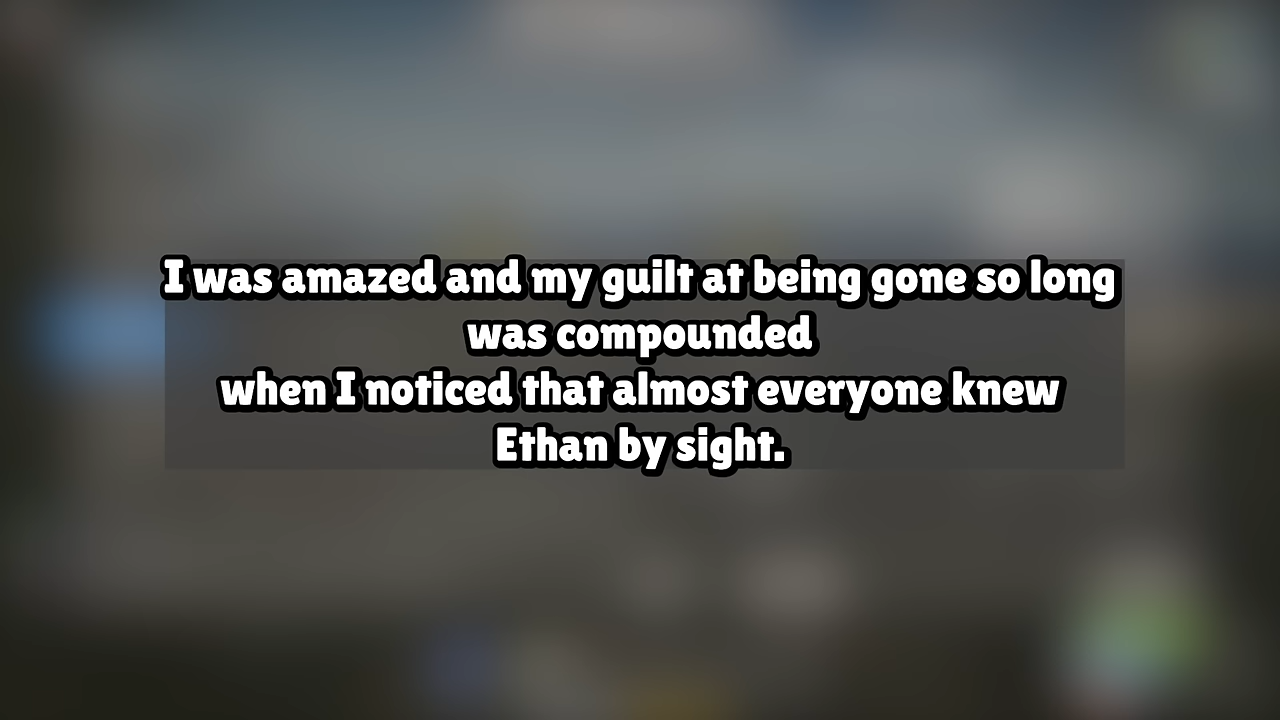 I was amazed and my guilt at being gone so long
was compounded
when I noticed that almost everyone knew
Ethan by sight.